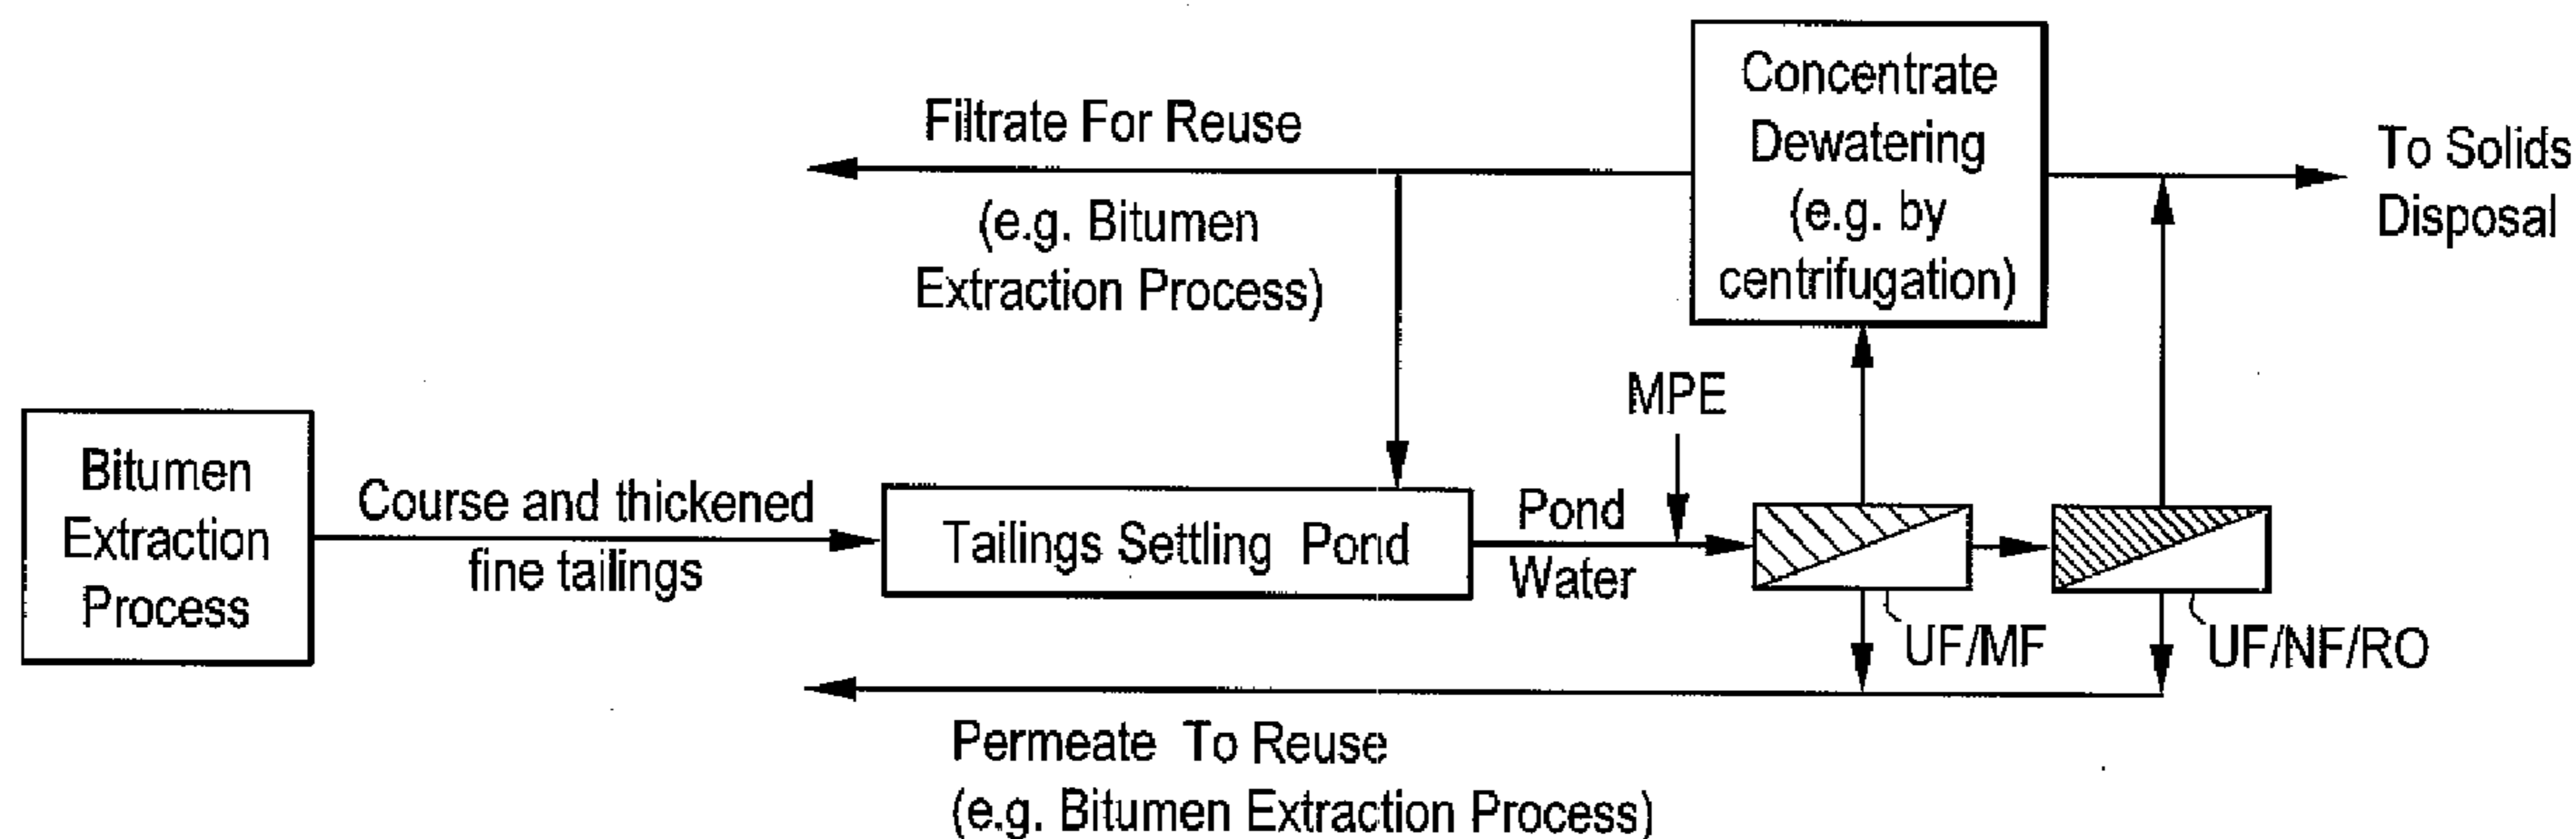 Concentrate
Dewatering
(e.g. by
centrifugation)
Filtrate For Reuse
(e.g. Bitumen
Extraction Process)
To Solids
Disposal
MPE
Bitumen
Extraction
Process
Course and thickened
fine tailings
Tailings Settling Pond
Pond
Water
UF/MF
UF/NF/RO
Permeate To Reuse
(e.g. Bitumen Extraction Process)